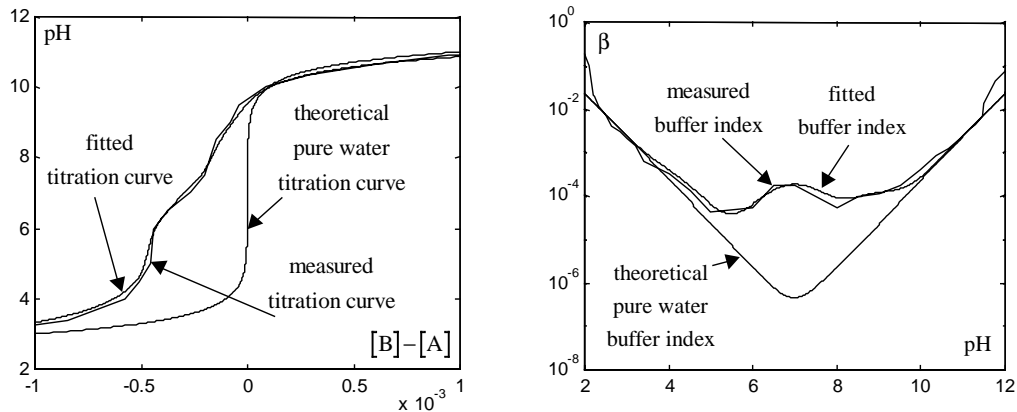 12
10
8
6
4
2
pH
fitted
titration curve
theoretical
pure water
titration curve
measured
titration curve
[B]−[A]
-1
-0.5
0
0.5
1
x 10⁻³
10⁰
10⁻²
10⁻⁴
10⁻⁶
10⁻⁸
β
measured
buffer index
fitted
buffer index
theoretical
pure water
buffer index
pH
2
4
6
8
10
12